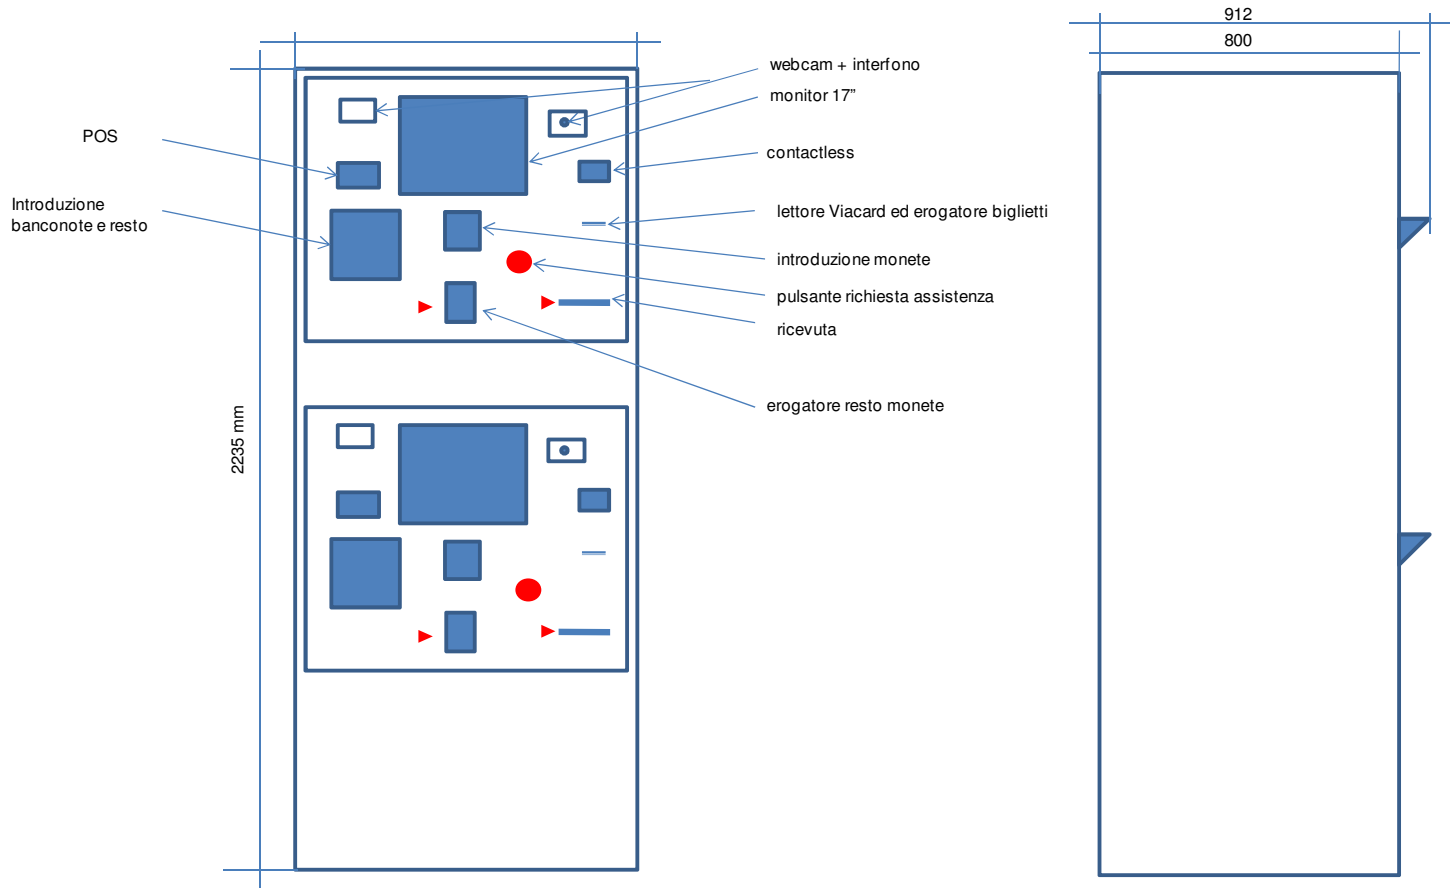 912
800
webcam + interfono
monitor 17”
POS
contactless
Introduzione
banconote e resto
lettore Viacard ed erogatore biglietti
introduzione monete
pulsante richiesta assistenza
ricevuta
erogatore resto monete
2235 mm